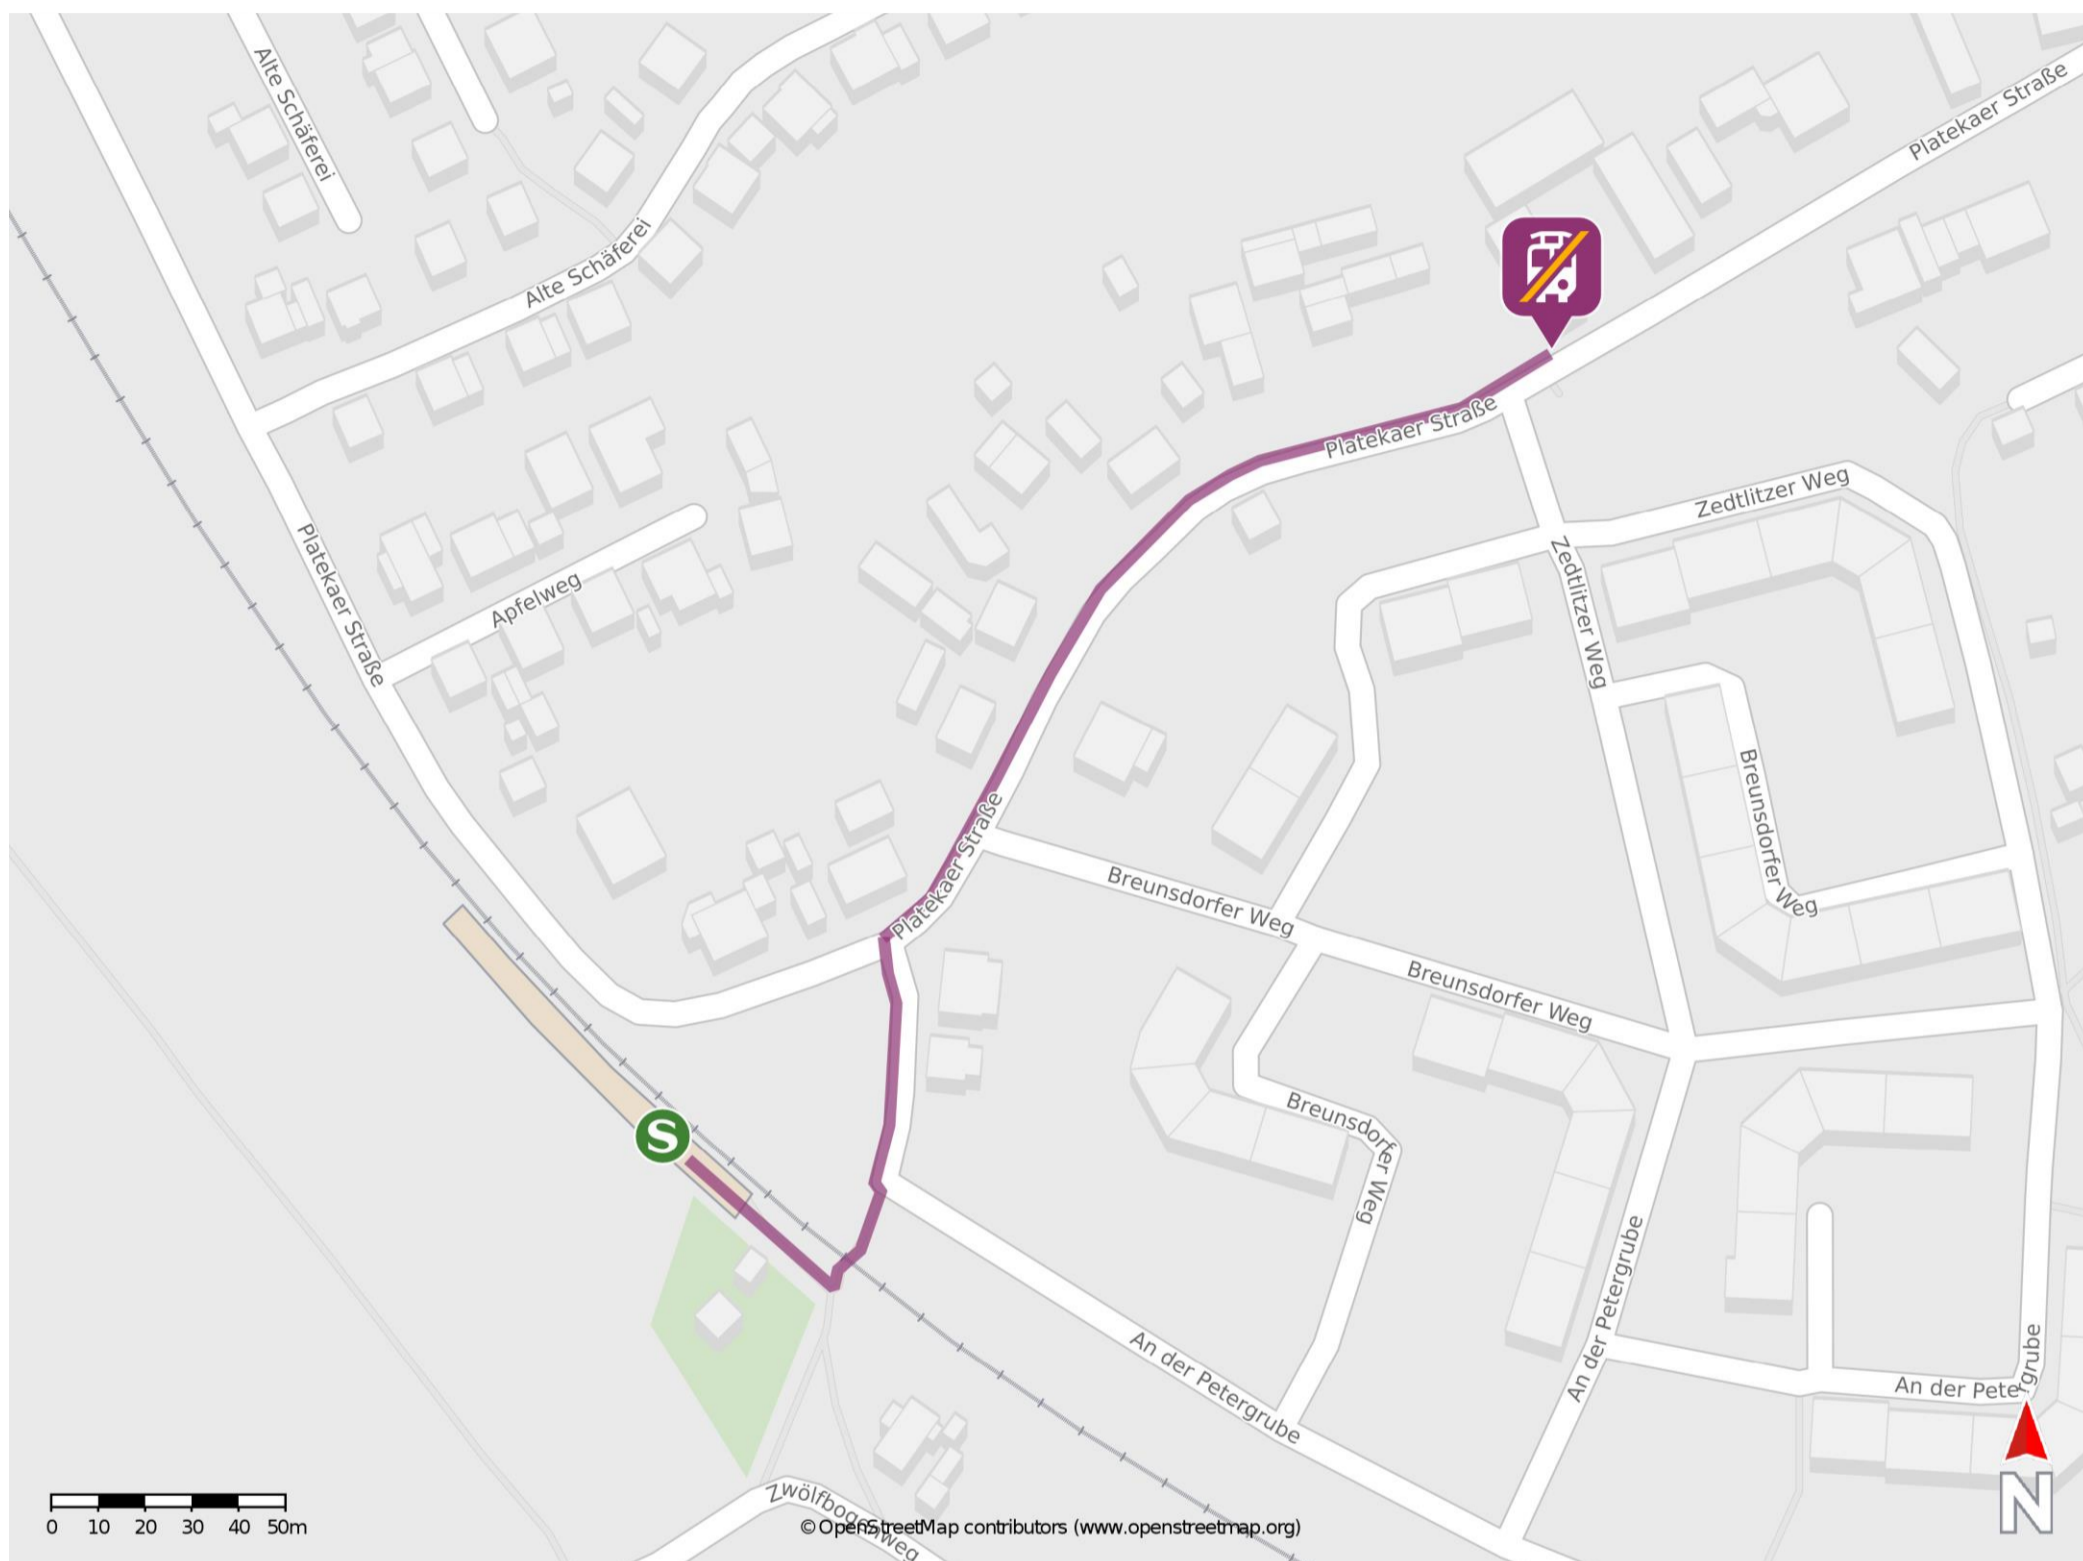 Alte Schäferei
Platekaer Straße
Alte Schäferei
Platekaer Straße
Zedtlitzer Weg
Platekaer Straße
Apfelweg
Zedtlitzer Weg
Platekaer Straße
Breunsdorfer Weg
Breunsdorfer Weg
Breunsdorfer Weg
S
Breunsdorfer Weg
An der Petergrube
An der Petergrube
An der Petergrube
Zwölfbogenweg
0 10 20 30 40 50m
© OpenStreetMap contributors (www.openstreetmap.org)
N